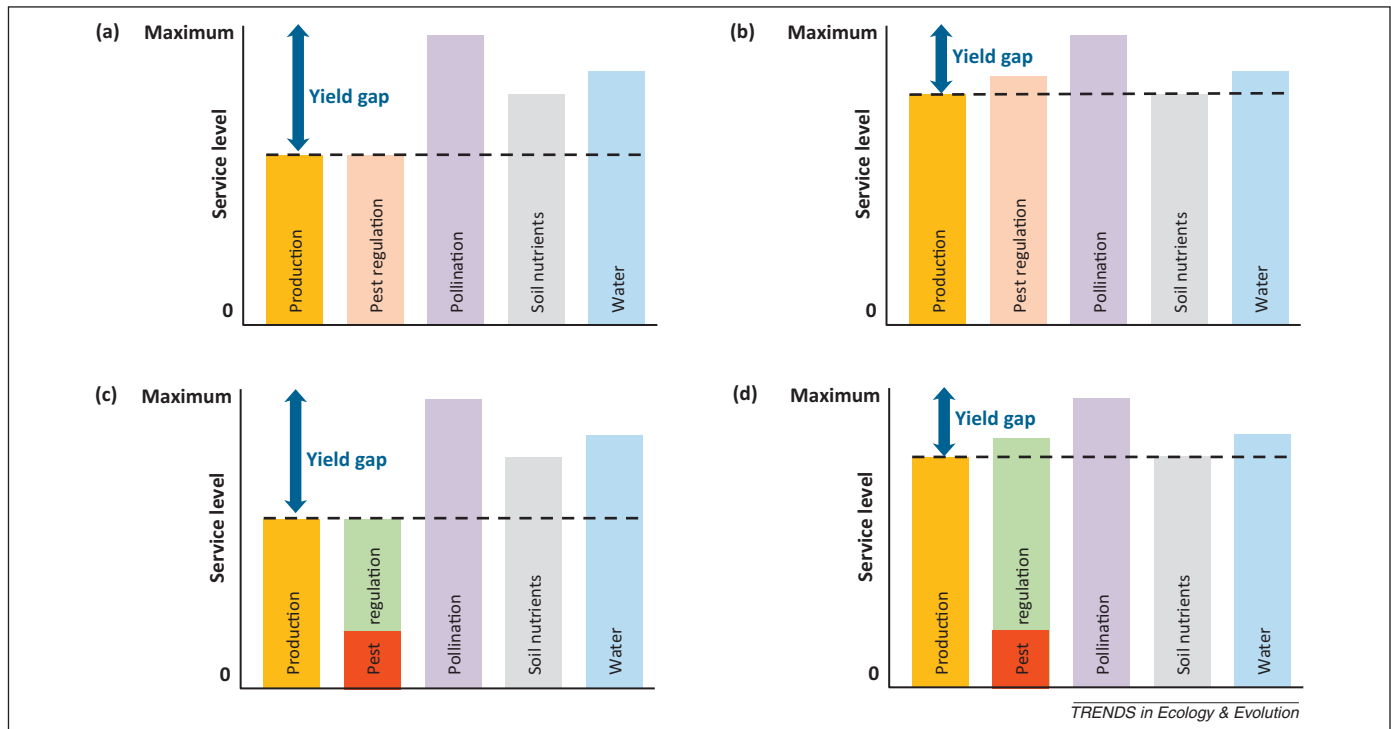 (a)
Maximum
Yield gap
Service level
0
Production
Pest regulation
Pollination
Soil nutrients
Water
(b)
Maximum
Yield gap
Service level
0
Production
Pest regulation
Pollination
Soil nutrients
Water
(c)
Maximum
Yield gap
Service level
0
Production
Pest regulation
Pollination
Soil nutrients
Water
(d)
Maximum
Yield gap
Service level
0
Production
Pest regulation
Pollination
Soil nutrients
Water
TRENDS in Ecology & Evolution